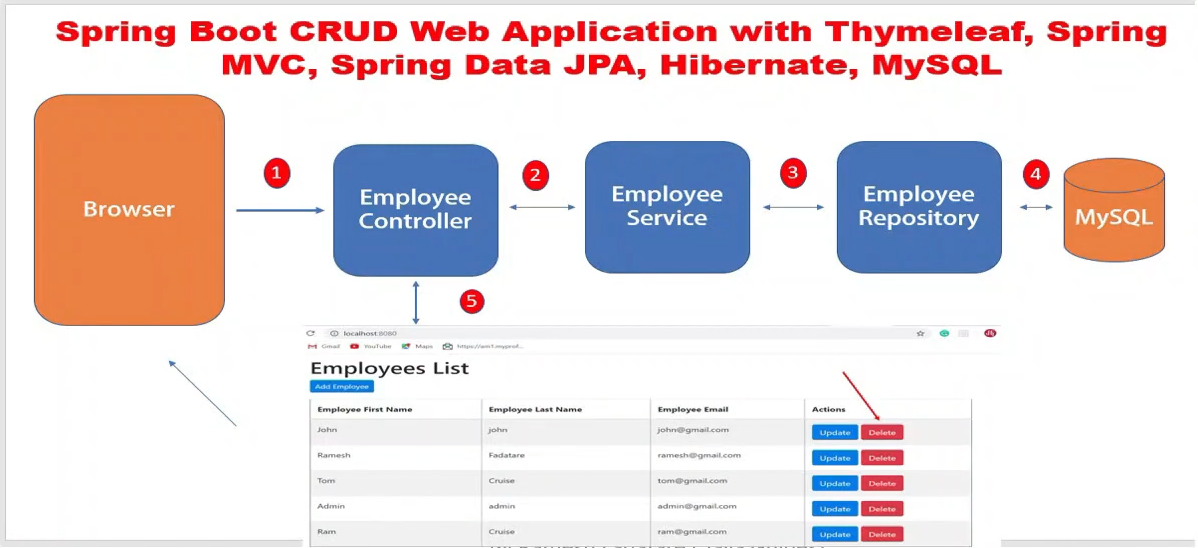 Spring Boot CRUD Web Application with Thymeleaf, Spring
MVC, Spring Data JPA, Hibernate, MySQL
Browser
1
Employee
Controller
2
Employee
Service
3
Employee
Repository
4
MySQL
5
localhost:8080
Gmail YouTube Maps
Employees List
Add Employee
Employee First Name Employee Last Name Employee Email Actions
John john john@gmail.com Update Delete
Ramesh Fadatare ramesh@gmail.com Update Delete
Tom Cruise tom@gmail.com Update Delete
Admin admin admin@gmail.com Update Delete
Ram Cruise ram@gmail.com Update Delete